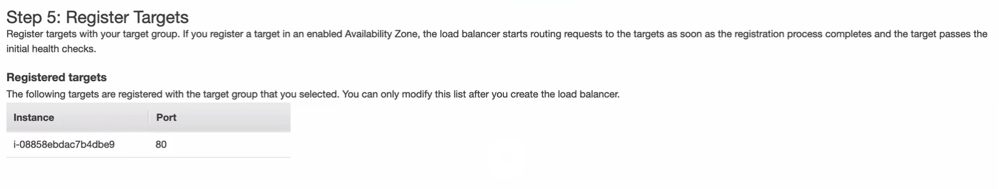 Step 5: Register Targets
Register targets with your target group. If you register a target in an enabled Availability Zone, the load balancer starts routing requests to the targets as soon as the registration process completes and the target passes the
initial health checks.
Registered targets
The following targets are registered with the target group that you selected. You can only modify this list after you create the load balancer.
Instance Port
i-08858ebdac7b4dbe9 80